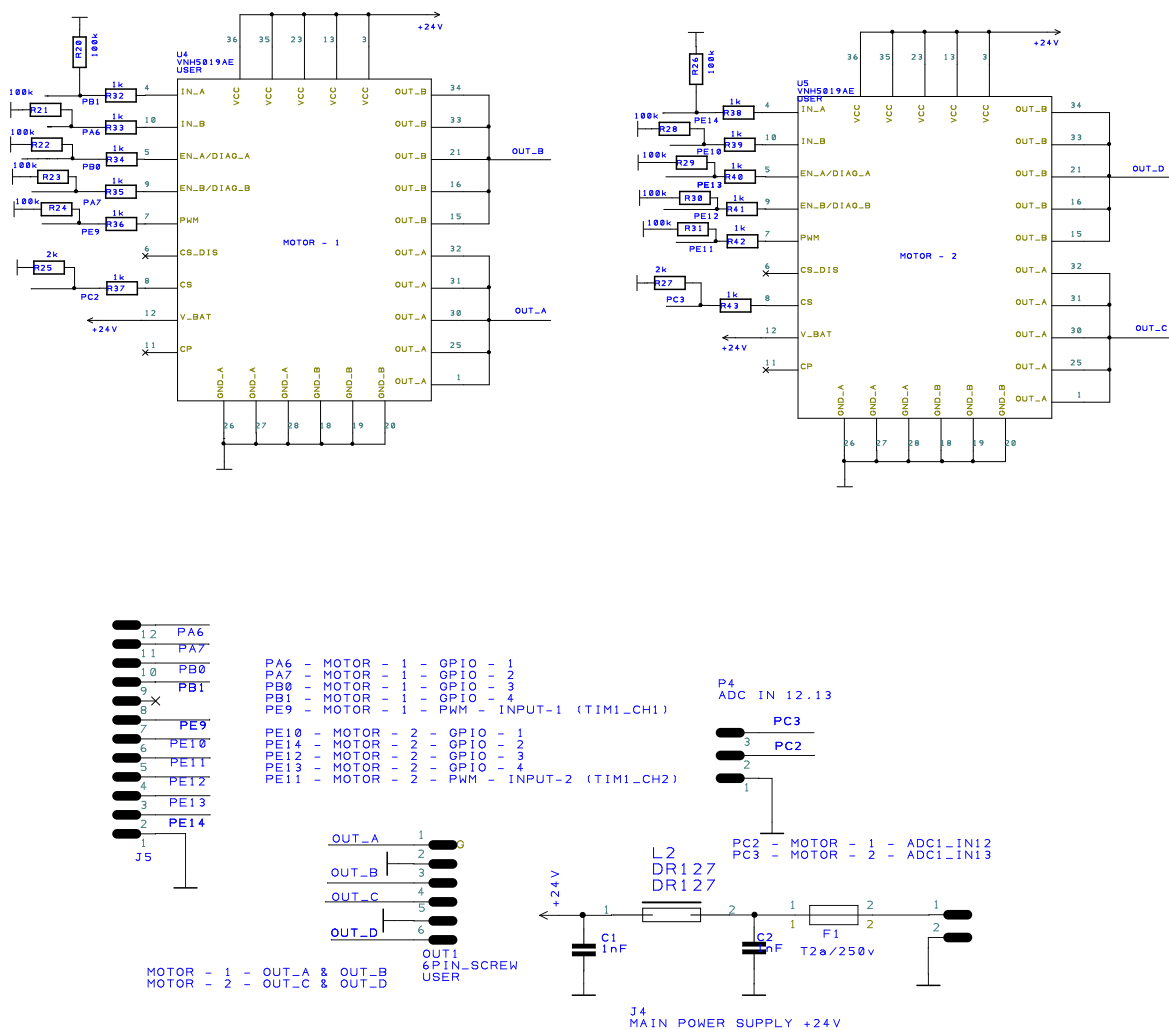 +24V
R20
100k
U4
VNH5019AE
USER
36
35
23
13
3
VCC
VCC
VCC
VCC
VCC
100k
R21
PB1
1k
R32
4
IN_A
100k
R22
PA6
1k
R33
10
IN_B
100k
R23
PB0
1k
R34
5
EN_A/DIAG_A
100k
R24
PA7
1k
R35
9
EN_B/DIAG_B
PE9
1k
R36
7
PWM
6
CS_DIS
2k
R25
PC2
1k
R37
8
CS
+24V
12
V_BAT
11
CP
MOTOR - 1
OUT_B
34
OUT_B
33
OUT_B
21
OUT_B
OUT_B
16
OUT_B
15
OUT_A
32
OUT_A
31
OUT_A
30
OUT_A
OUT_A
25
OUT_A
1
GND_A
GND_A
GND_A
GND_B
GND_B
GND_B
26
27
28
18
19
20
+24V
R26
100k
U5
VNH5019AE
USER
36
35
23
13
3
VCC
VCC
VCC
VCC
VCC
100k
R28
PE14
1k
R38
4
IN_A
100k
R29
PE10
1k
R39
10
IN_B
100k
R30
PE13
1k
R40
5
EN_A/DIAG_A
100k
R31
PE12
1k
R41
9
EN_B/DIAG_B
PE11
1k
R42
7
PWM
6
CS_DIS
2k
R27
PC3
1k
R43
8
CS
+24V
12
V_BAT
11
CP
MOTOR - 2
OUT_B
34
OUT_B
33
OUT_B
21
OUT_D
OUT_B
16
OUT_B
15
OUT_A
32
OUT_A
31
OUT_A
30
OUT_C
OUT_A
25
OUT_A
1
GND_A
GND_A
GND_A
GND_B
GND_B
GND_B
26
27
28
18
19
20
12
PA6
11
PA7
10
PB0
9
PB1
8
7
PE9
6
PE10
5
PE11
4
PE12
3
PE13
2
PE14
1
J5
PA6 - MOTOR - 1 - GPIO - 1
PA7 - MOTOR - 1 - GPIO - 2
PB0 - MOTOR - 1 - GPIO - 3
PB1 - MOTOR - 1 - GPIO - 4
PE9 - MOTOR - 1 - PWM - INPUT-1 (TIM1_CH1)
PE10 - MOTOR - 2 - GPIO - 1
PE14 - MOTOR - 2 - GPIO - 2
PE12 - MOTOR - 2 - GPIO - 3
PE13 - MOTOR - 2 - GPIO - 4
PE11 - MOTOR - 2 - PWM - INPUT-2 (TIM1_CH2)
P4
ADC IN 12.13
PC3
3
PC2
2
1
PC2 - MOTOR - 1 - ADC1_IN12
PC3 - MOTOR - 2 - ADC1_IN13
OUT_A
1
G
2
OUT_B
3
OUT_C
4
5
OUT_D
6
OUT1
6PIN_SCREW
USER
MOTOR - 1 - OUT_A & OUT_B
MOTOR - 2 - OUT_C & OUT_D
+24V
L2
DR127
DR127
1
2
C1
1nF
C2
1nF
1
2
1
2
F1
T2a/250v
1
2
J4
MAIN POWER SUPPLY +24V